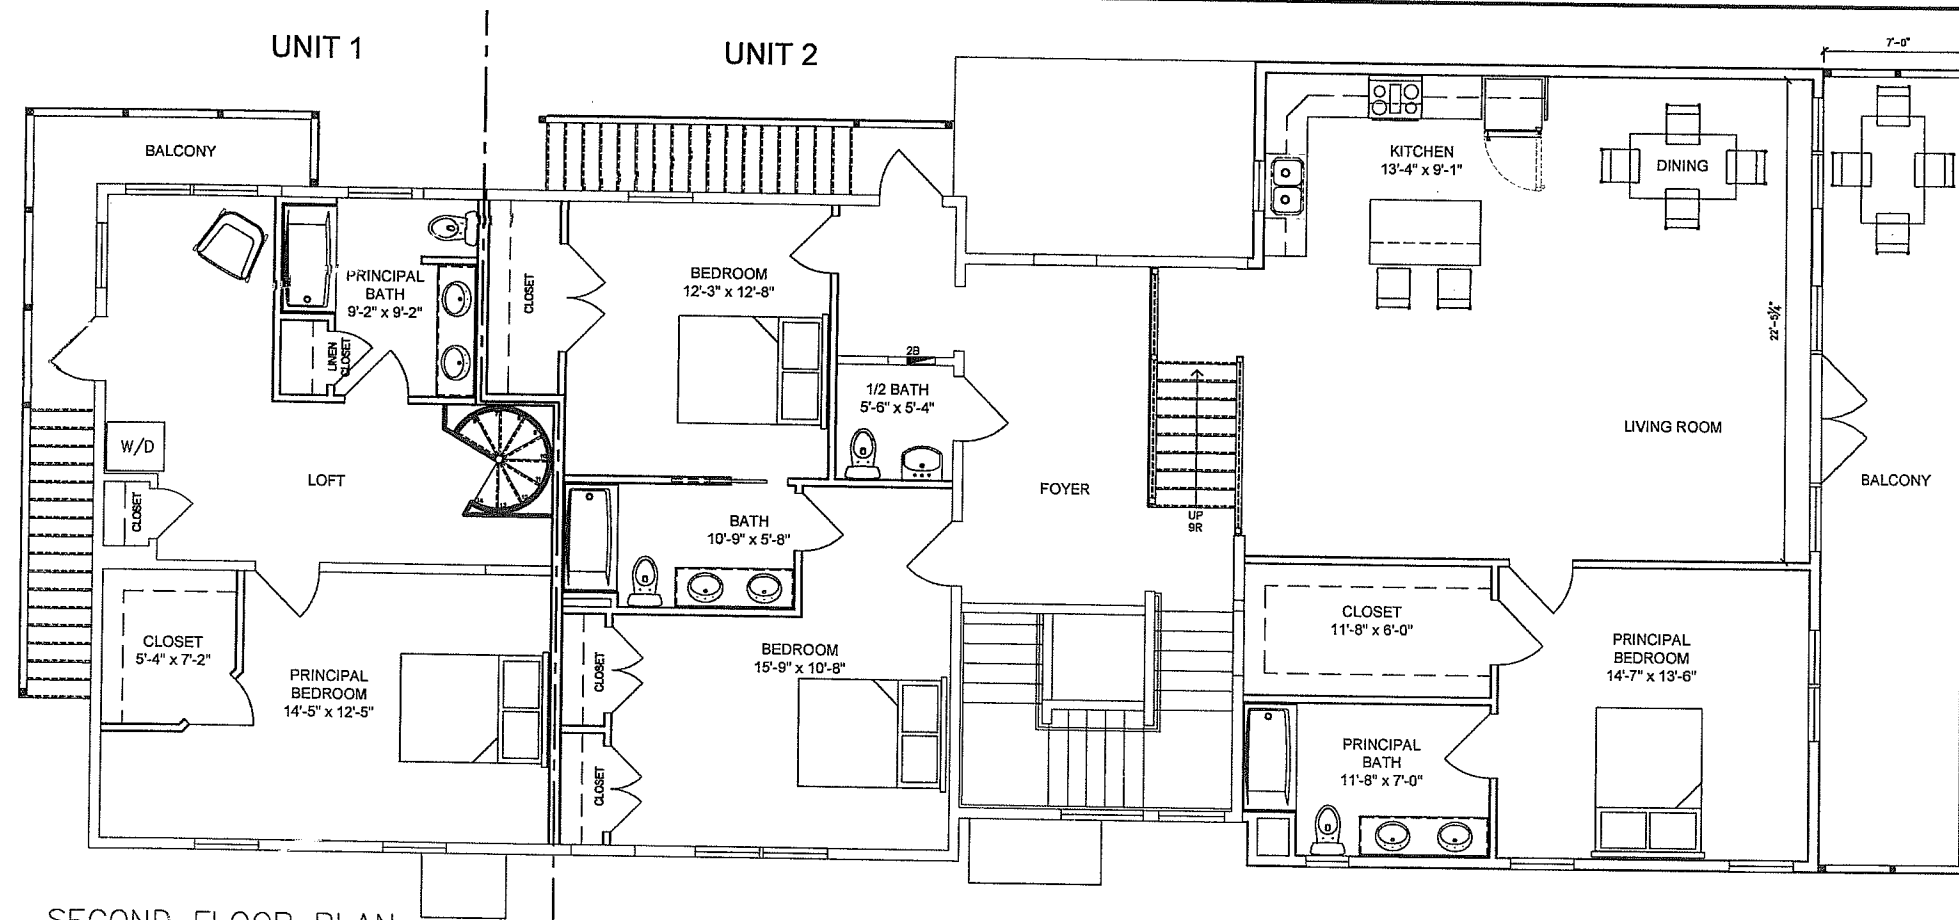 UNIT 1
UNIT 2
7'-0"
BALCONY
PRINCIPAL
BATH
9'-2" x 9'-2"
LINEN
CLOSET
W/D
LOFT
CLOSET
CLOSET
5'-4" x 7'-2"
PRINCIPAL
BEDROOM
14'-5" x 12'-5"
CLOSET
BEDROOM
12'-3" x 12'-8"
2B
1/2 BATH
5'-6" x 5'-4"
BATH
10'-9" x 5'-8"
BEDROOM
15'-9" x 10'-8"
CLOSET
CLOSET
FOYER
UP
9R
KITCHEN
13'-4" x 9'-1"
DINING
22'-5¼"
LIVING ROOM
BALCONY
CLOSET
11'-8" x 6'-0"
PRINCIPAL
BEDROOM
14'-7" x 13'-6"
PRINCIPAL
BATH
11'-8" x 7'-0"
SECOND FLOOR PLAN